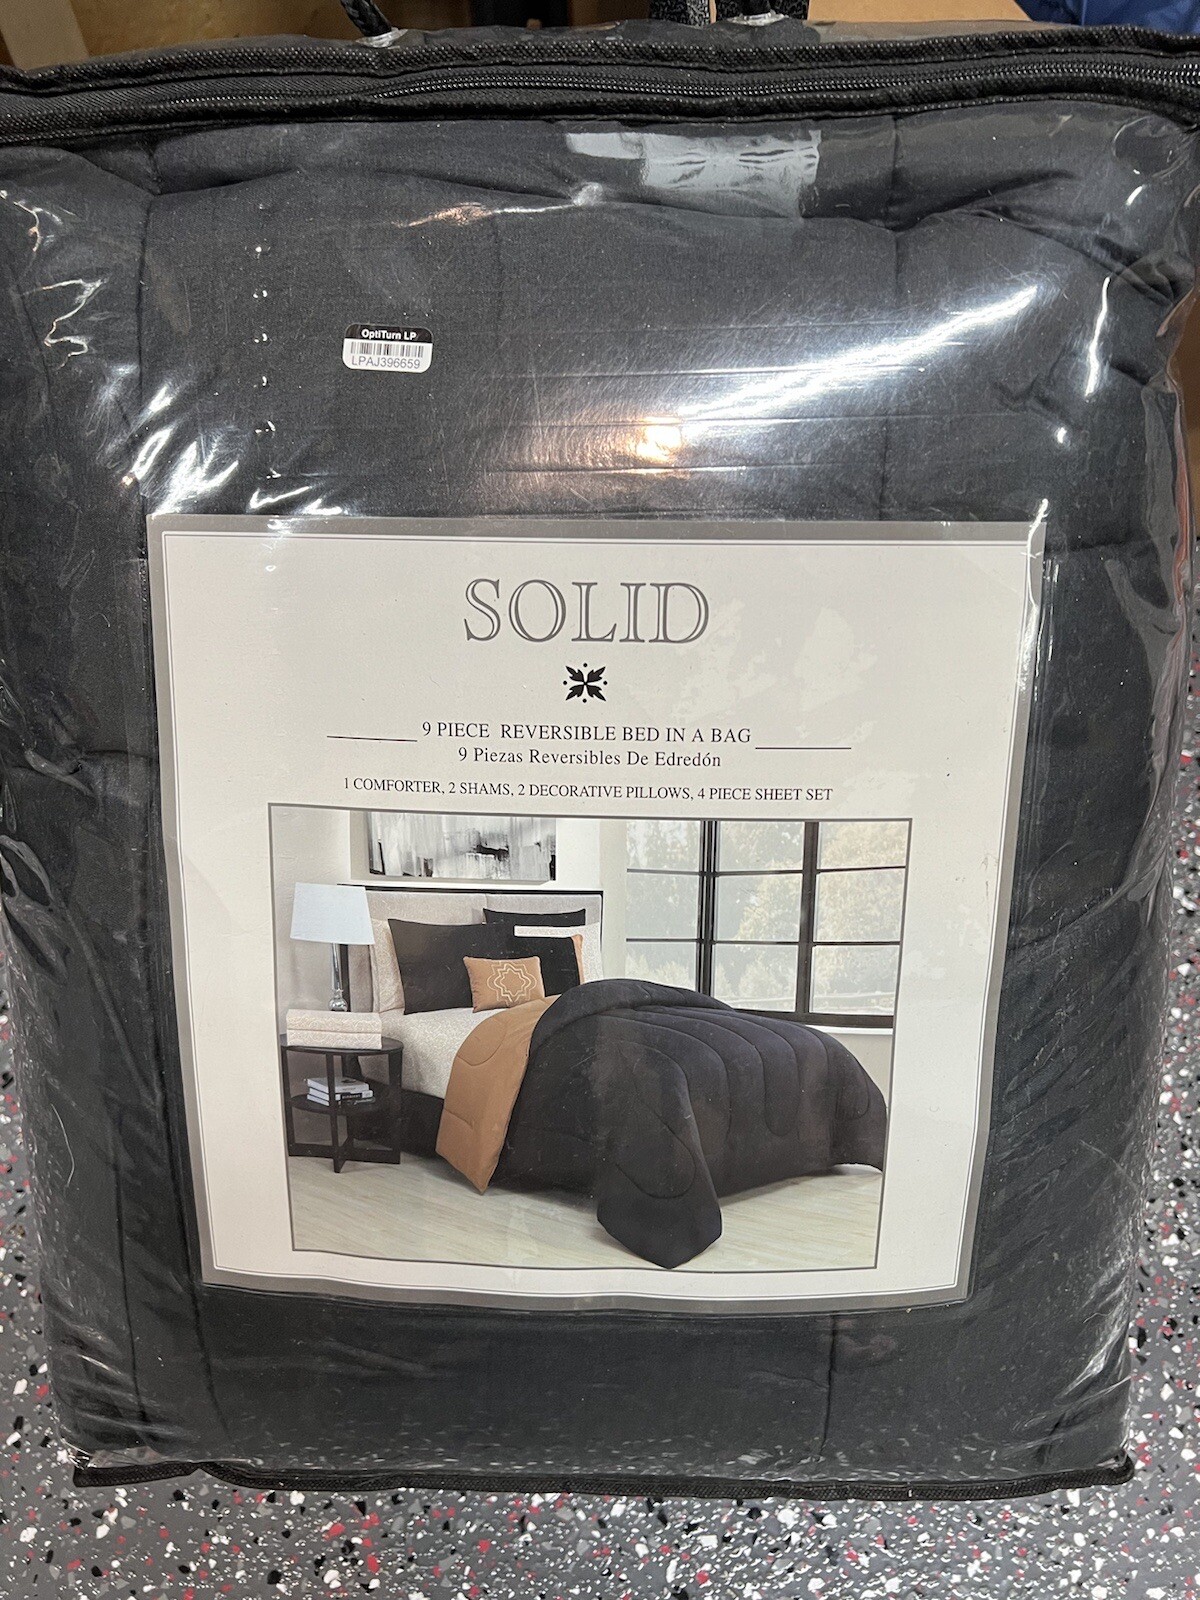 OptiTurn LP
LPAJ396659
SOLID
9 PIECE REVERSIBLE BED IN A BAG
9 Piezas Reversibles De Edredón
1 COMFORTER, 2 SHAMS, 2 DECORATIVE PILLOWS, 4 PIECE SHEET SET